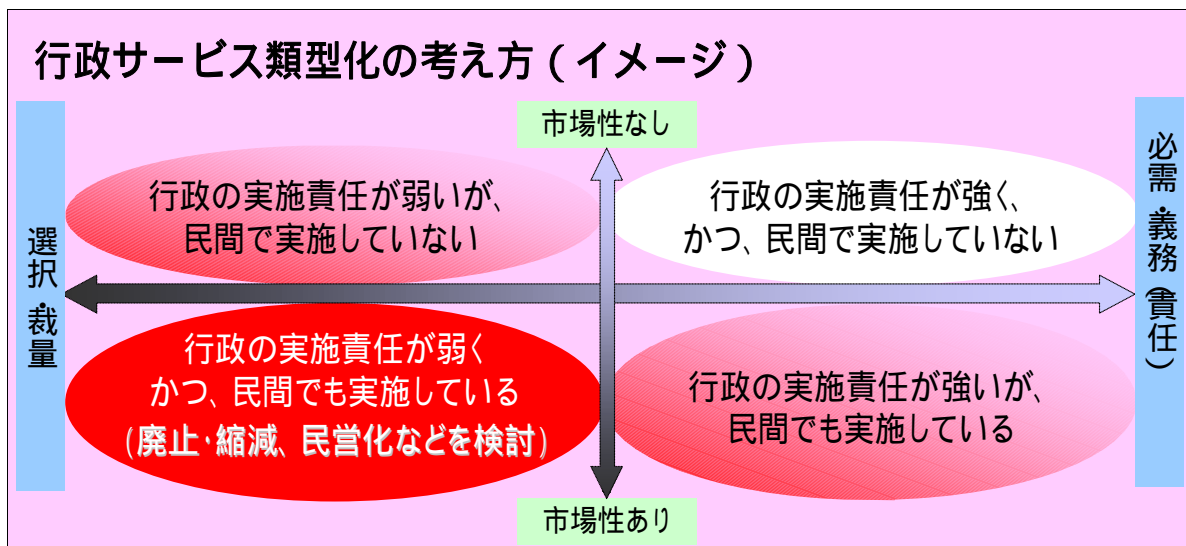 行政サービス類型化の考え方（イメージ）
市場性なし
選択・裁量
必需・義務（責任）
行政の実施責任が弱いが、
民間で実施していない
行政の実施責任が強く、
かつ、民間で実施していない
行政の実施責任が弱く
かつ、民間でも実施している
（廃止・縮減、民営化などを検討）
行政の実施責任が強いが、
民間でも実施している
市場性あり